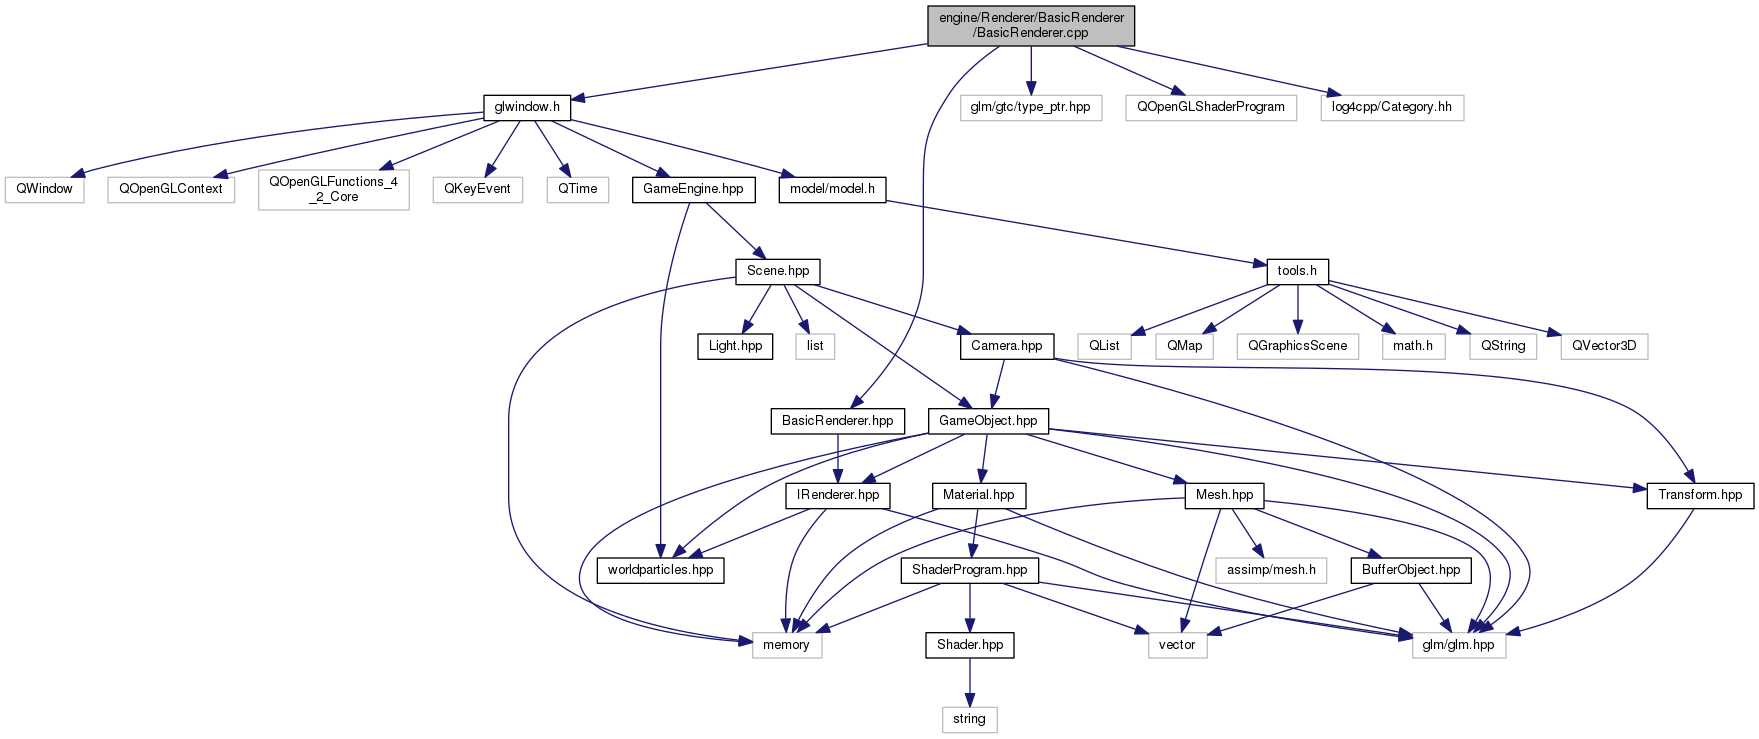 engine/Renderer/BasicRenderer
/BasicRenderer.cpp
glwindow.h
glm/gtc/type_ptr.hpp
QOpenGLShaderProgram
log4cpp/Category.hh
QWindow
QOpenGLContext
QOpenGLFunctions_4
_2_Core
QKeyEvent
QTime
GameEngine.hpp
model/model.h
Scene.hpp
tools.h
Light.hpp
list
Camera.hpp
QList
QMap
QGraphicsScene
math.h
QString
QVector3D
BasicRenderer.hpp
GameObject.hpp
IRenderer.hpp
Material.hpp
Mesh.hpp
Transform.hpp
worldparticles.hpp
ShaderProgram.hpp
assimp/mesh.h
BufferObject.hpp
memory
Shader.hpp
vector
glm/glm.hpp
string